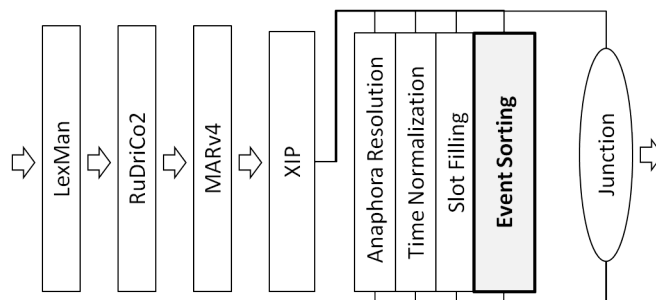 LexMan
RuDriCo2
MARv4
XIP
Anaphora Resolution
Time Normalization
Slot Filling
Event Sorting
Junction